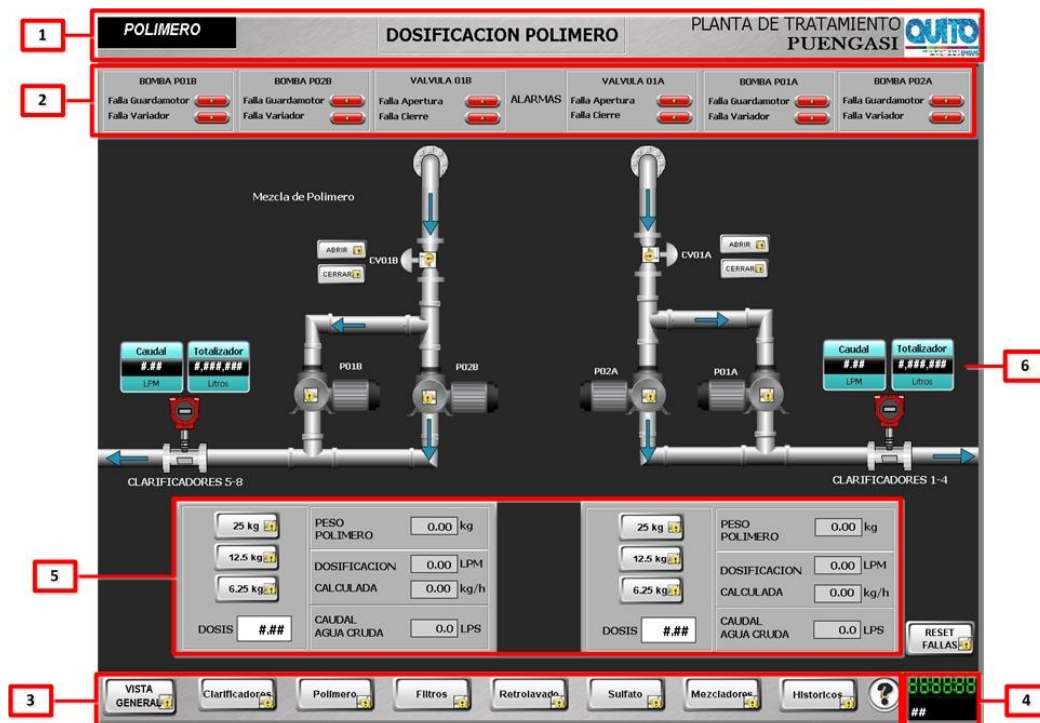 1
POLIMERO
DOSIFICACION POLIMERO
PLANTA DE TRATAMIENTO
PUENGASI
QUITO
2
BOMBA P01B
Falla Guardamotor
Falla Variador
BOMBA P02B
Falla Guardamotor
Falla Variador
VALVULA 01B
Falla Apertura
Falla Cierre
ALARMAS
VALVULA 01A
Falla Apertura
Falla Cierre
BOMBA P01A
Falla Guardamotor
Falla Variador
BOMBA P02A
Falla Guardamotor
Falla Variador
Mezcla de Polimero
ABRIR
CERRAR
CV01B
CV01A
ABRIR
CERRAR
Caudal
#.##
LPM
Totalizador
#,###,###
Litros
P01B
P02B
P02A
P01A
Caudal
#.##
LPM
Totalizador
#,###,###
Litros
6
CLARIFICADORES 5-8
CLARIFICADORES 1-4
5
25 kg
12.5 kg
6.25 kg
DOSIS #.##
PESO
POLIMERO
0.00 kg
DOSIFICACION 0.00 LPM
CALCULADA 0.00 kg/h
CAUDAL
AGUA CRUDA
0.0 LPS
25 kg
12.5 kg
6.25 kg
DOSIS #.##
PESO
POLIMERO
0.00 kg
DOSIFICACION 0.00 LPM
CALCULADA 0.00 kg/h
CAUDAL
AGUA CRUDA
0.0 LPS
RESET
FALLAS
3
VISTA
GENERAL
Clarificadores
Polímero
Filtros
Retrolavado
Sulfato
Mezcladores
Historicos
?
##
4